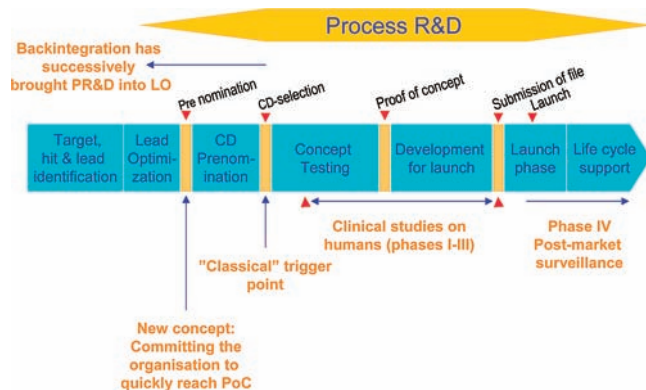 Process R&D
Backintegration has
successively
brought PR&D into LO
Pre nomination
CD-selection
Proof of concept
Submission of file
Launch
Target,
hit & lead
identification
Lead
Optimi-
zation
CD
Prenom-
ination
Concept
Testing
Development
for launch
Launch
phase
Life cycle
support
Clinical studies on
humans (phases I-III)
Phase IV
Post-market
surveillance
"Classical" trigger
point
New concept:
Committing the
organisation to
quickly reach PoC